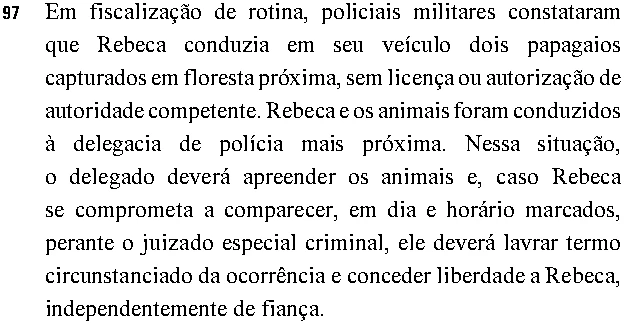 97 Em fiscalização de rotina, policiais militares constataram
que Rebeca conduzia em seu veículo dois papagaios
capturados em floresta próxima, sem licença ou autorização de
autoridade competente. Rebeca e os animais foram conduzidos
à delegacia de polícia mais próxima. Nessa situação,
o delegado deverá apreender os animais e, caso Rebeca
se comprometa a comparecer, em dia e horário marcados,
perante o juizado especial criminal, ele deverá lavrar termo
circunstanciado da ocorrência e conceder liberdade a Rebeca,
independentemente de fiança.